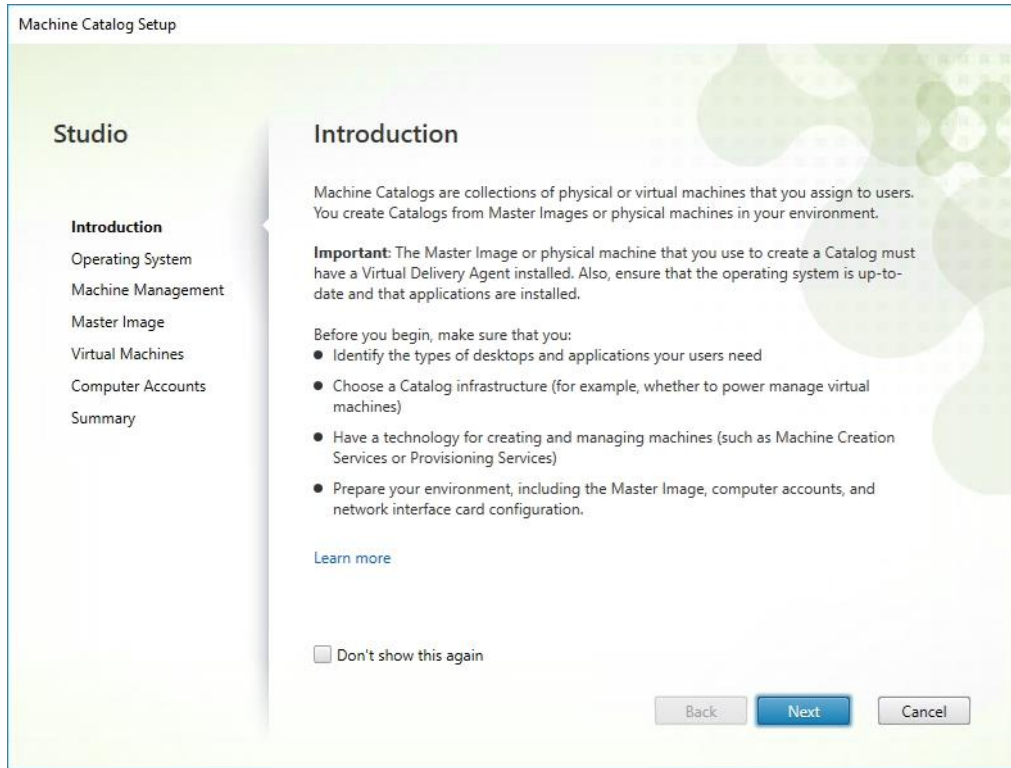 Machine Catalog Setup
Studio
Introduction
Operating System
Machine Management
Master Image
Virtual Machines
Computer Accounts
Summary
Introduction
Machine Catalogs are collections of physical or virtual machines that you assign to users.
You create Catalogs from Master Images or physical machines in your environment.
Important: The Master Image or physical machine that you use to create a Catalog must
have a Virtual Delivery Agent installed. Also, ensure that the operating system is up-to-
date and that applications are installed.
Before you begin, make sure that you:
● Identify the types of desktops and applications your users need
● Choose a Catalog infrastructure (for example, whether to power manage virtual
machines)
● Have a technology for creating and managing machines (such as Machine Creation
Services or Provisioning Services)
● Prepare your environment, including the Master Image, computer accounts, and
network interface card configuration.
Learn more
Don't show this again
Back Next Cancel